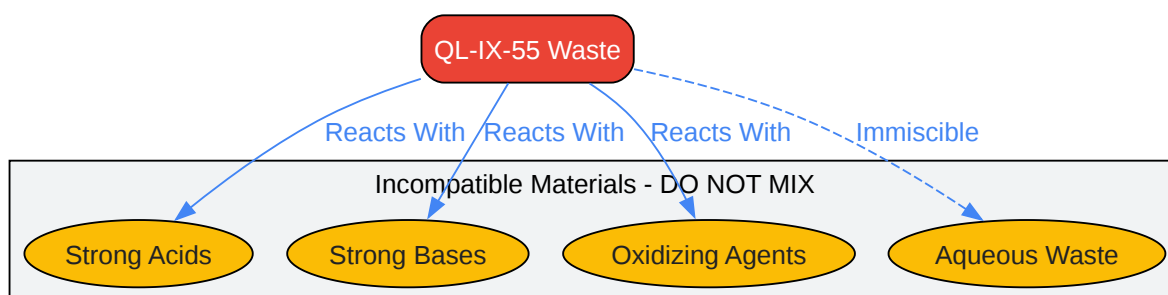 QL-IX-55 Waste
Reacts With
Reacts With
Reacts With
Immiscible
Incompatible Materials - DO NOT MIX
Strong Acids
Strong Bases
Oxidizing Agents
Aqueous Waste